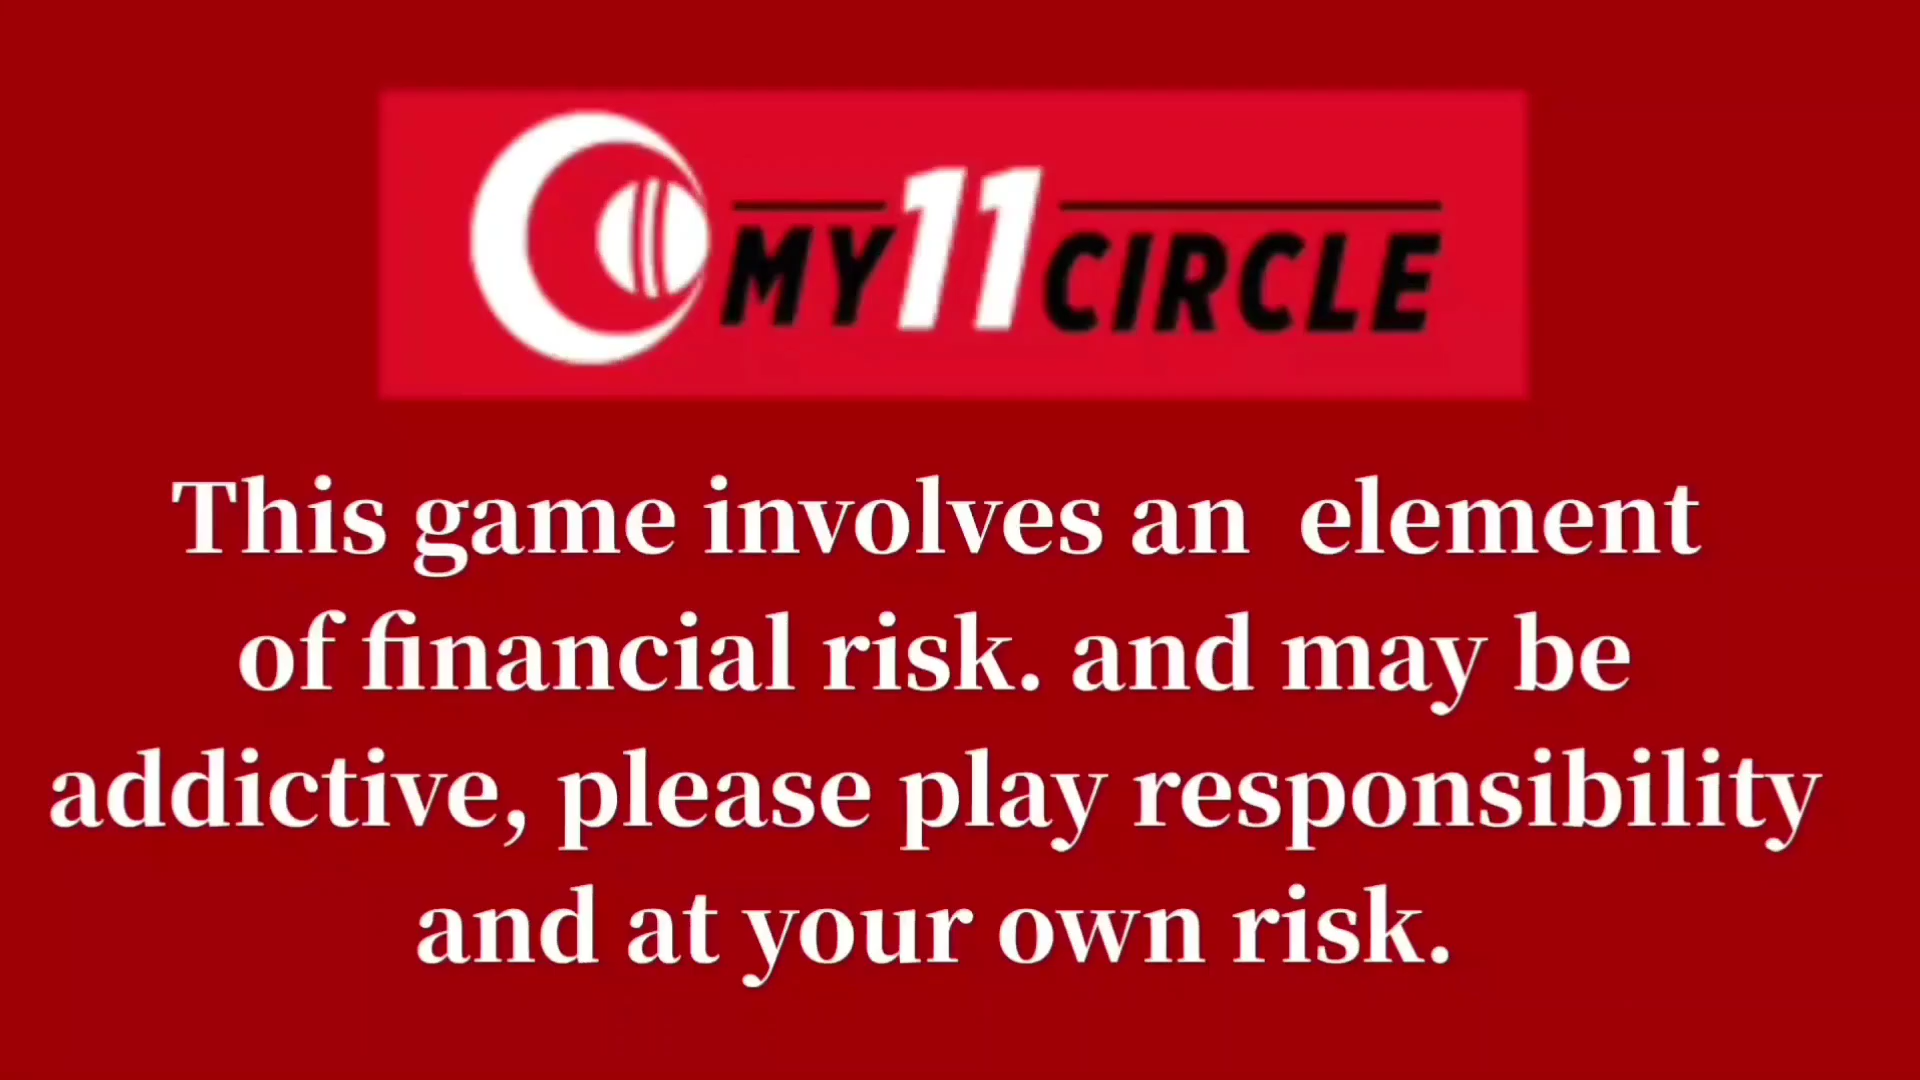 MY11CIRCLE
This game involves an element
of financial risk. and may be
addictive, please play responsibility
and at your own risk.